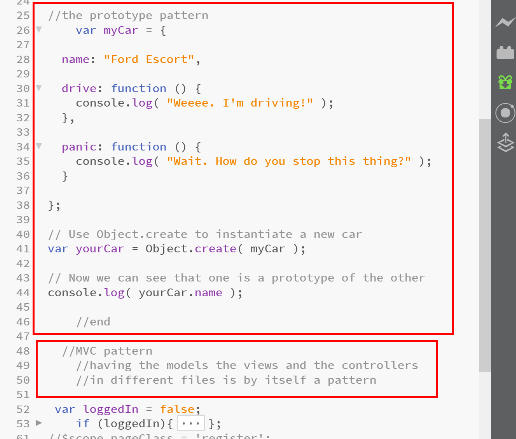 24
25 //the prototype pattern
26 var myCar = {
27
28 name: "Ford Escort",
29
30 drive: function () {
31 console.log( "Weeee. I'm driving!" );
32 },
33
34 panic: function () {
35 console.log( "Wait. How do you stop this thing?" );
36 }
37
38 };
39
40 // Use Object.create to instantiate a new car
41 var yourCar = Object.create( myCar );
42
43 // Now we can see that one is a prototype of the other
44 console.log( yourCar.name );
45
46 //end
47
48 //MVC pattern
49 //having the models the views and the controllers
50 //in different files is by itself a pattern
51
52 var loggedIn = false;
53 if (loggedIn){ ··· };
61 //$scope.pageClass = 'register';